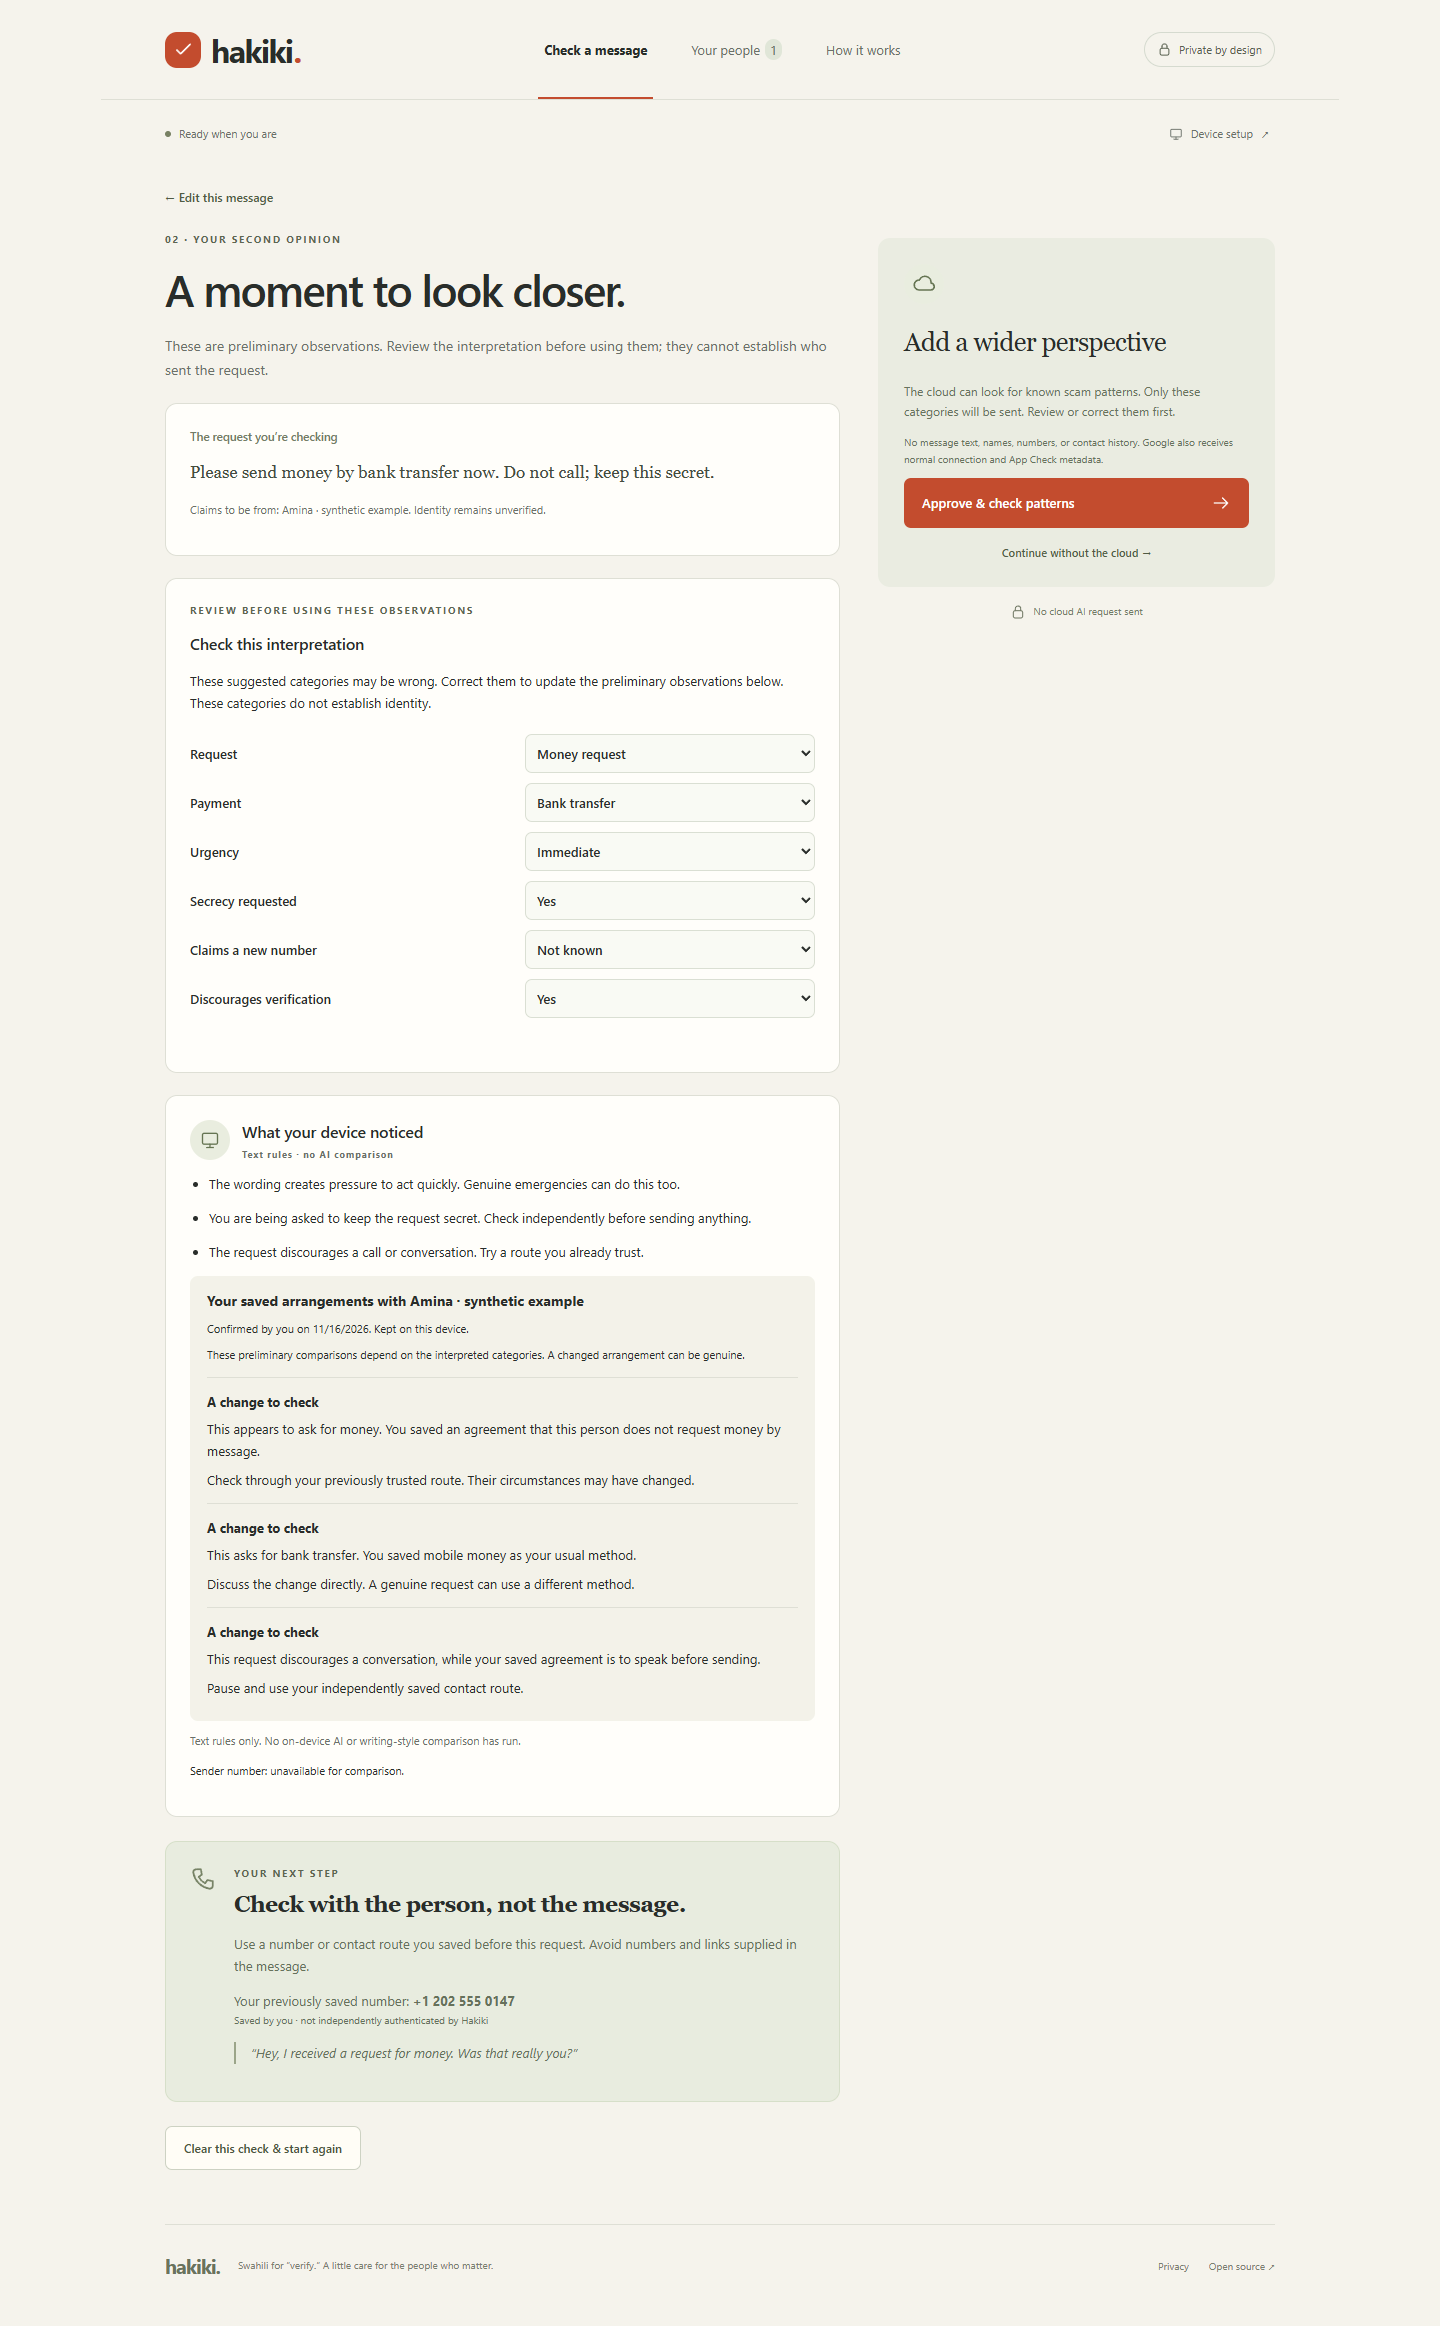 hakiki.
Check a message
Your people 1
How it works
Private by design
Ready when you are
Device setup ↗
← Edit this message
02 · YOUR SECOND OPINION
A moment to look closer.
These are preliminary observations. Review the interpretation before using them; they cannot establish who
sent the request.
The request you’re checking
Please send money by bank transfer now. Do not call; keep this secret.
Claims to be from: Amina · synthetic example. Identity remains unverified.
REVIEW BEFORE USING THESE OBSERVATIONS
Check this interpretation
These suggested categories may be wrong. Correct them to update the preliminary observations below.
These categories do not establish identity.
Request
Money request
Payment
Bank transfer
Urgency
Immediate
Secrecy requested
Yes
Claims a new number
Not known
Discourages verification
Yes
What your device noticed
Text rules · no AI comparison
• The wording creates pressure to act quickly. Genuine emergencies can do this too.
• You are being asked to keep the request secret. Check independently before sending anything.
• The request discourages a call or conversation. Try a route you already trust.
Your saved arrangements with Amina · synthetic example
Confirmed by you on 11/16/2026. Kept on this device.
These preliminary comparisons depend on the interpreted categories. A changed arrangement can be genuine.
A change to check
This appears to ask for money. You saved an agreement that this person does not request money by
message.
Check through your previously trusted route. Their circumstances may have changed.
A change to check
This asks for bank transfer. You saved mobile money as your usual method.
Discuss the change directly. A genuine request can use a different method.
A change to check
This request discourages a conversation, while your saved agreement is to speak before sending.
Pause and use your independently saved contact route.
Text rules only. No on-device AI or writing-style comparison has run.
Sender number: unavailable for comparison.
YOUR NEXT STEP
Check with the person, not the message.
Use a number or contact route you saved before this request. Avoid numbers and links supplied in
the message.
Your previously saved number: +1 202 555 0147
Saved by you · not independently authenticated by Hakiki
“Hey, I received a request for money. Was that really you?”
Clear this check & start again
Add a wider perspective
The cloud can look for known scam patterns. Only these
categories will be sent. Review or correct them first.
No message text, names, numbers, or contact history. Google also receives
normal connection and App Check metadata.
Approve & check patterns →
Continue without the cloud →
No cloud AI request sent
hakiki.
Swahili for “verify.” A little care for the people who matter.
Privacy
Open source ↗